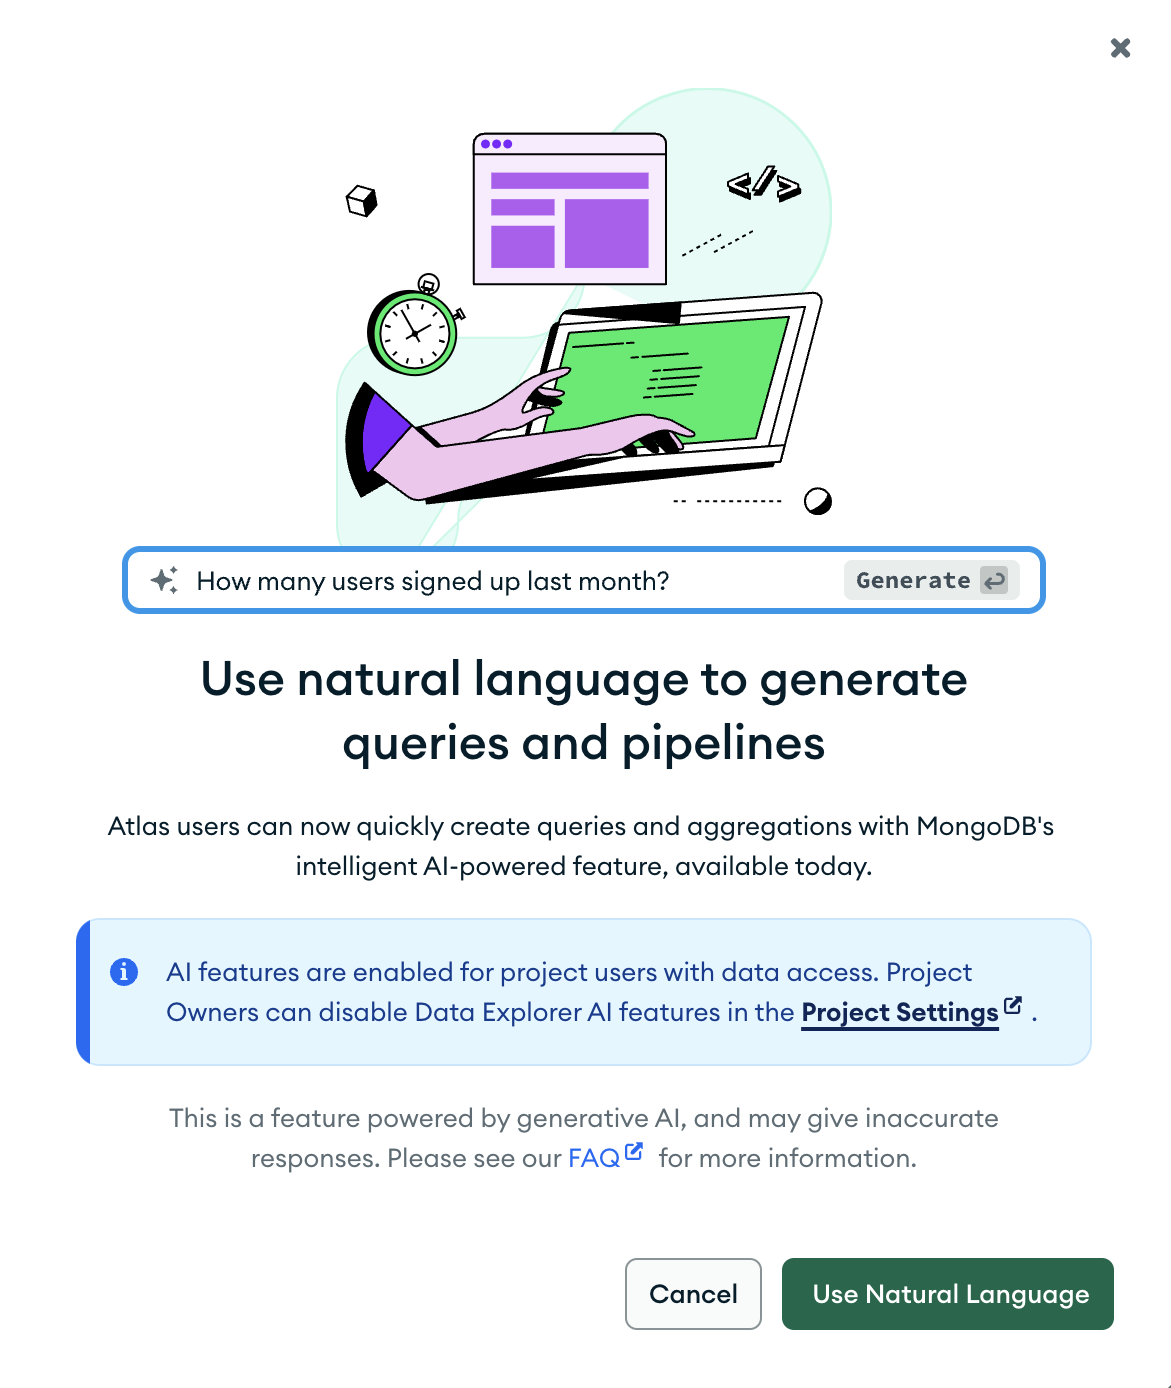 </>
How many users signed up last month?
Generate
Use natural language to generate
queries and pipelines
Atlas users can now quickly create queries and aggregations with MongoDB's
intelligent AI-powered feature, available today.
AI features are enabled for project users with data access. Project
Owners can disable Data Explorer AI features in the Project Settings .
This is a feature powered by generative AI, and may give inaccurate
responses. Please see our FAQ for more information.
Cancel
Use Natural Language